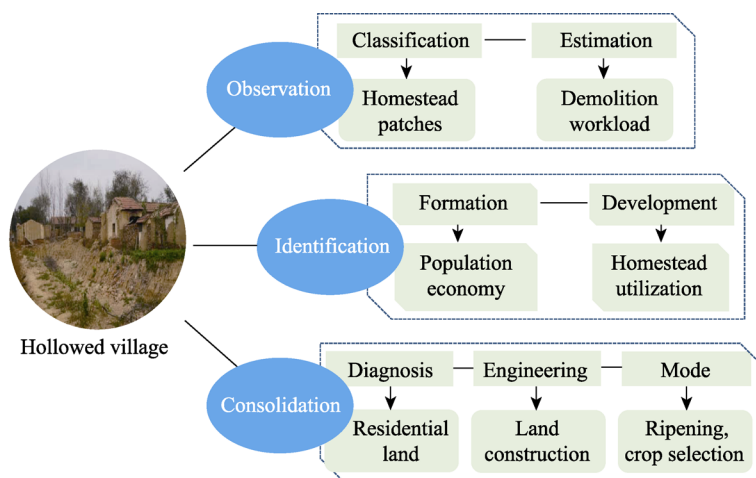 Classification
Estimation
Observation
Homestead
patches
Demolition
workload
Formation
Development
Identification
Population
economy
Homestead
utilization
Hollowed village
Diagnosis
Engineering
Mode
Consolidation
Residential
land
Land
construction
Ripening,
crop selection